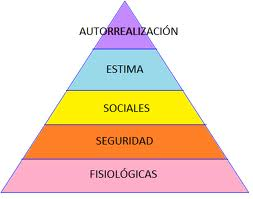 AUTORREALIZACIÓN
ESTIMA
SOCIALES
SEGURIDAD
FISIOLÓGICAS